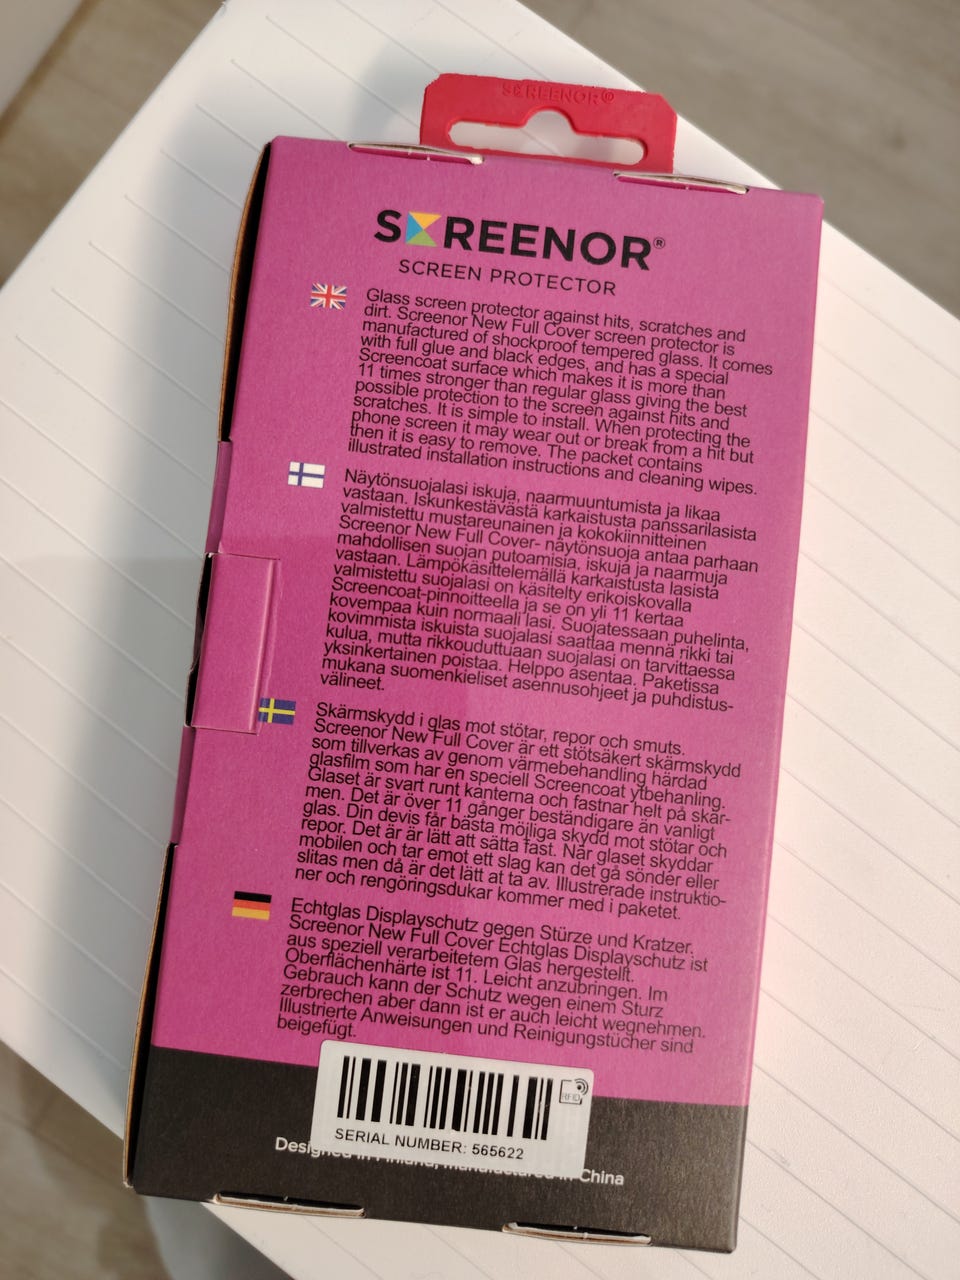 SCREENOR®
SCREENOR®
SCREEN PROTECTOR
Glass screen protector against hits, scratches and
dirt. Screenor New Full Cover screen protector is
manufactured of shockproof tempered glass. It comes
with full glue and black edges, and has a special
Screencoat surface which makes it is more than
11 times stronger than regular glass giving the best
possible protection to the screen against hits and
scratches. It is simple to install. When protecting the
phone screen it may wear out or break from a hit but
then it is easy to remove. The packet contains
illustrated installation instructions and cleaning wipes.
Näytönsuojalasi iskuja, naarmuuntumista ja likaa
vastaan. Iskunkestävästä karkaistusta panssarilasista
valmistettu mustareunainen ja kokokiinnitteinen
Screenor New Full Cover- näytönsuoja antaa parhaan
mahdollisen suojan putoamisia, iskuja ja naarmuja
vastaan. Lämpökäsittelemällä karkaistusta lasista
valmistettu suojalasi on käsitelty erikoiskovalla
Screencoat-pinnoitteella ja se on yli 11 kertaa
kovempaa kuin normaali lasi. Suojatessaan puhelinta,
kovimmista iskuista suojalasi saattaa mennä rikki tai
kulua, mutta rikkouduttuaan suojalasi on tarvittaessa
yksinkertainen poistaa. Helppo asentaa. Paketissa
mukana suomenkieliset asennusohjeet ja puhdistus-
välineet.
Skärmskydd i glas mot stötar, repor och smuts.
Screenor New Full Cover är ett stötsäkert skärmskydd
som tillverkas av genom värmebehandling härdad
glasfilm som har en speciell Screencoat ytbehanling.
Glaset är svart runt kanterna och fastnar helt på skär-
men. Det är över 11 gånger beständigare än vanligt
glas. Din devis får bästa möjliga skydd mot stötar och
repor. Det är är lätt att sätta fast. När glaset skyddar
mobilen och tar emot ett slag kan det gå sönder eller
slitas men då är det lätt at ta av. Illustrerade instruktio-
ner och rengöringsdukar kommer med i paketet.
Echtglas Displayschutz gegen Stürze und Kratzer.
Screenor New Full Cover Echtglas Displayschutz ist
aus speziell verarbeitetem Glas hergestellt.
Oberflächenhärte ist 11. Leicht anzubringen. Im
Gebrauch kann der Schutz wegen einem Sturz
zerbrechen aber dann ist er auch leicht wegnehmen.
Illustrierte Anweisungen und Reinigungstücher sind
beigefügt.
RFID
SERIAL NUMBER: 565622
Designed in Finland, manufactured in China